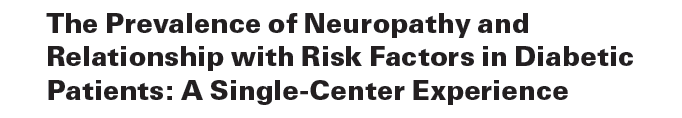 The Prevalence of Neuropathy and
Relationship with Risk Factors in Diabetic
Patients: A Single-Center Experience